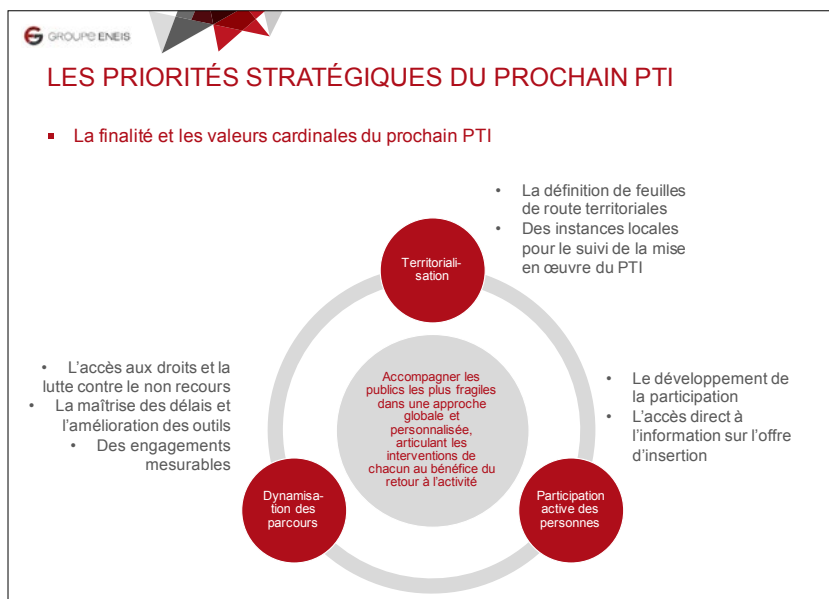 GROUPE ENEIS
LES PRIORITÉS STRATÉGIQUES DU PROCHAIN PTI
▪ La finalité et les valeurs cardinales du prochain PTI
• La définition de feuilles
de route territoriales
• Des instances locales
pour le suivi de la mise
en œuvre du PTI
Territoriali-
sation
• L’accès aux droits et la
lutte contre le non recours
• La maîtrise des délais et
l’amélioration des outils
• Des engagements
mesurables
Accompagner les
publics les plus fragiles
dans une approche
globale et
personnalisée,
articulant les
interventions de
chacun au bénéfice du
retour à l’activité
• Le développement de
la participation
• L’accès direct à
l’information sur l’offre
d’insertion
Dynamisa-
tion des
parcours
Participation
active des
personnes